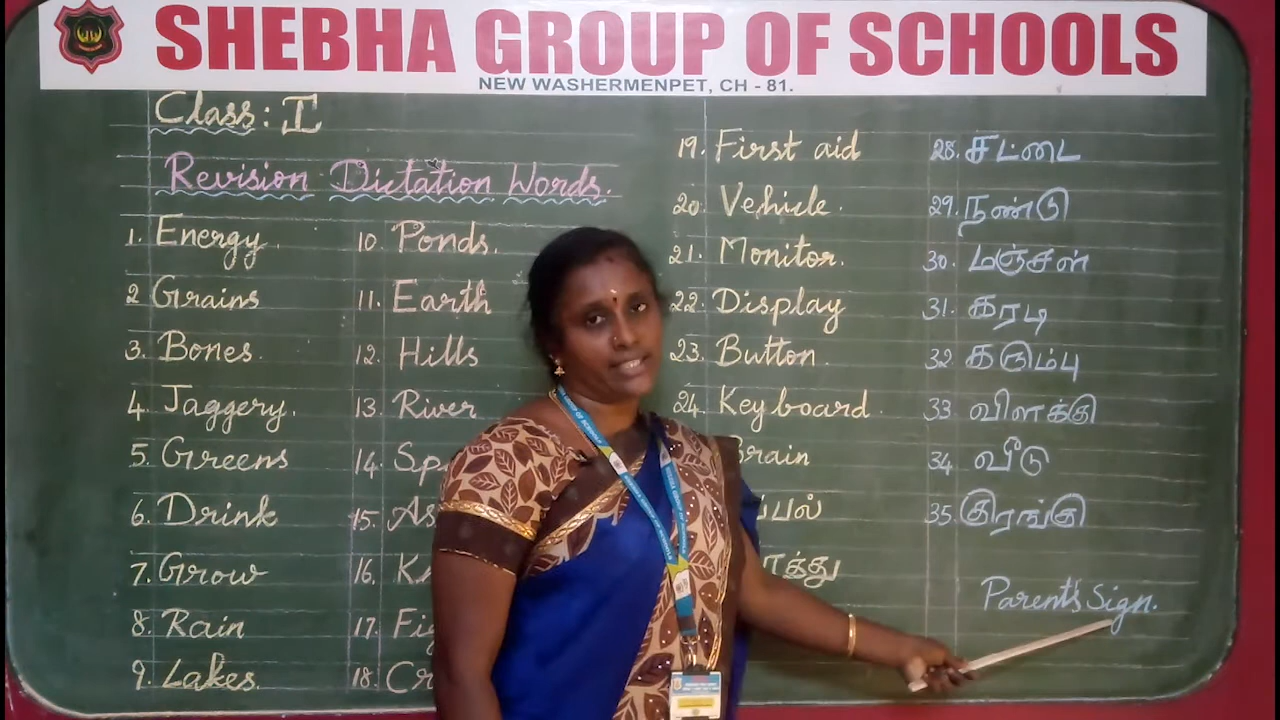 SHEBHA GROUP OF SCHOOLS
NEW WASHERMENPET, CH - 81.
Class: I
Revision Dictation Words.
1. Energy.
2 Grains
3. Bones.
4. Jaggery.
5. Greens
6. Drink
7. Grow
8. Rain
9. Lakes.
10. Ponds.
11. Earth
12. Hills
13. River
14.
15.
16.
17.
18.
19. First aid
20. Vehicle.
21. Monitor.
22. Display
23. Button.
24. Keyboard.
Brain
28. சட்டை
29. நண்டு
30. மஞ்சள்
31. கரடி
32 கரும்பு
33. விளக்கு
34. வீடு
35. குரங்கு
Parent's Sign.